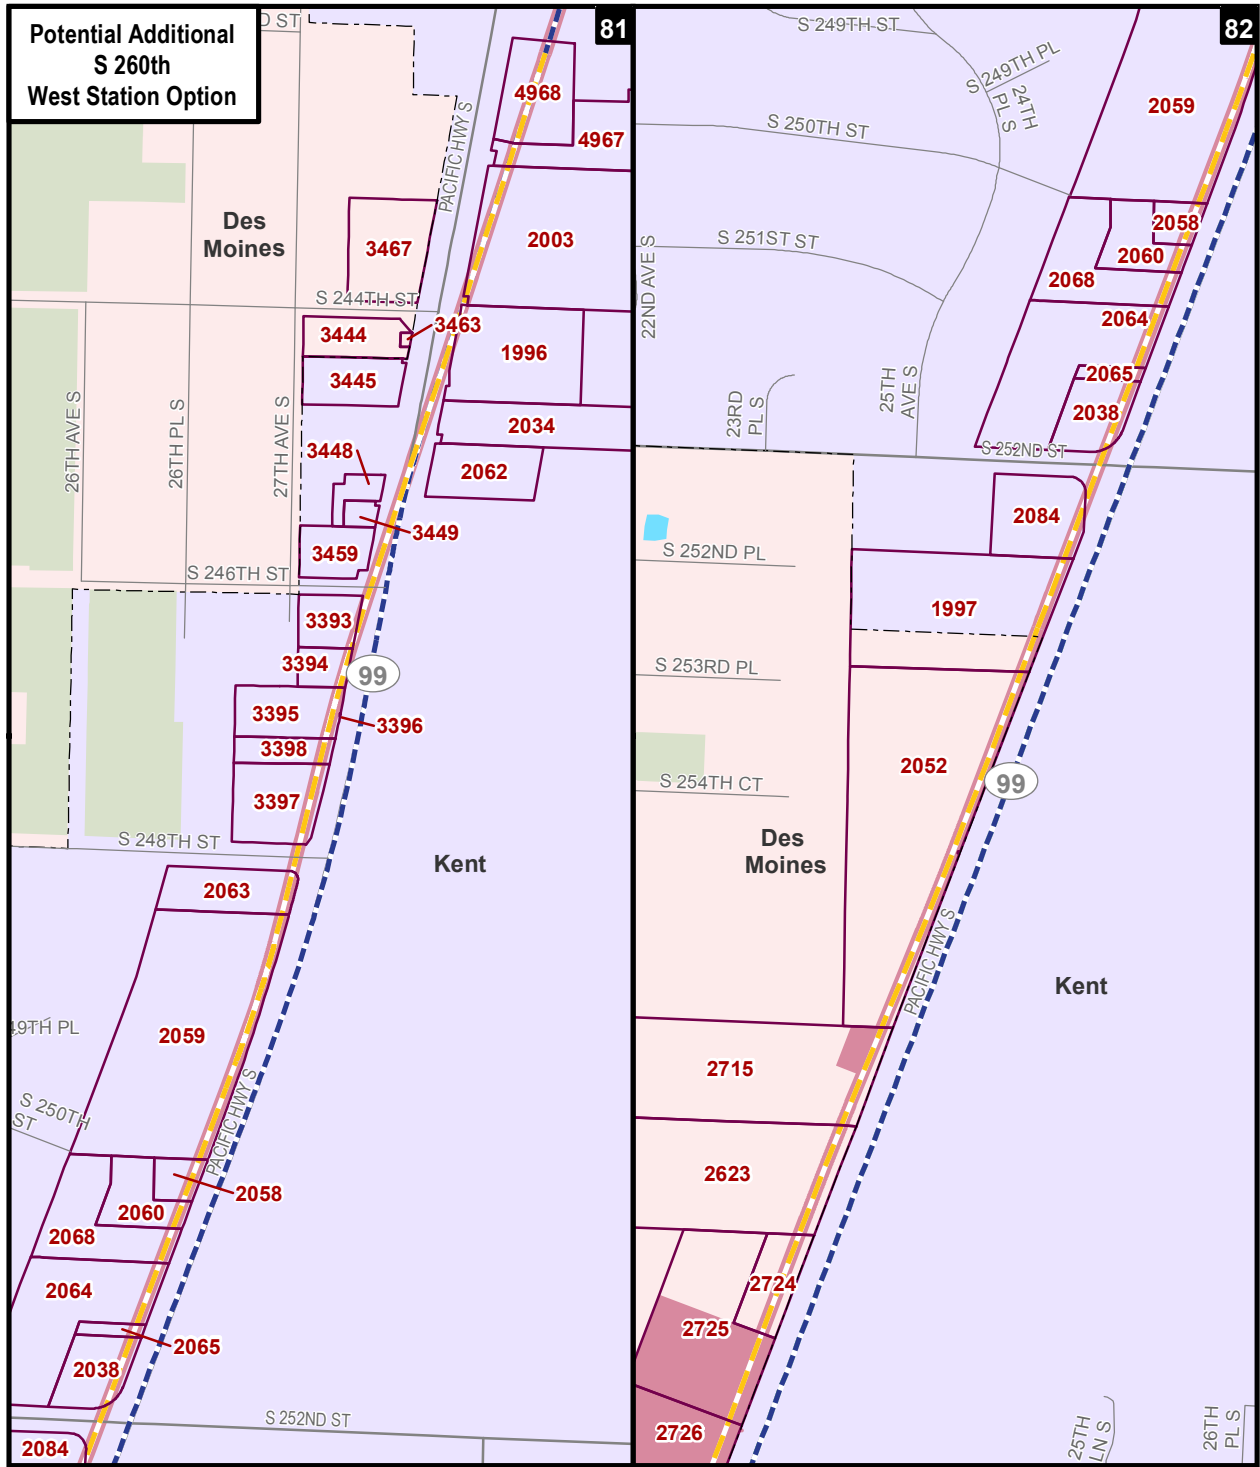 Potential Additional
S 260th
West Station Option
81
D ST
4968
4967
PACIFIC HWY S
Des
Moines
3467
2003
S 244TH ST
3444
3463
1996
3445
2034
26TH AVE S
26TH PL S
27TH AVE S
3448
2062
3449
3459
S 246TH ST
3393
3394
99
3395
3396
3398
3397
S 248TH ST
Kent
2063
49TH PL
2059
PACIFIC HWY S
S 250TH
ST
2058
2060
2068
2064
2065
2038
S 252ND ST
2084
82
S 249TH ST
S 249TH PL
24TH
PL S
2059
S 250TH ST
2058
2060
S 251ST ST
22ND AVE S
2068
2064
2065
23RD
PL S
25TH
AVE S
2038
S 252ND ST
2084
S 252ND PL
1997
S 253RD PL
2052
99
S 254TH CT
Des
Moines
PACIFIC HWY S
Kent
2715
2623
2724
2725
2726
25TH
LN S
26TH
PL S